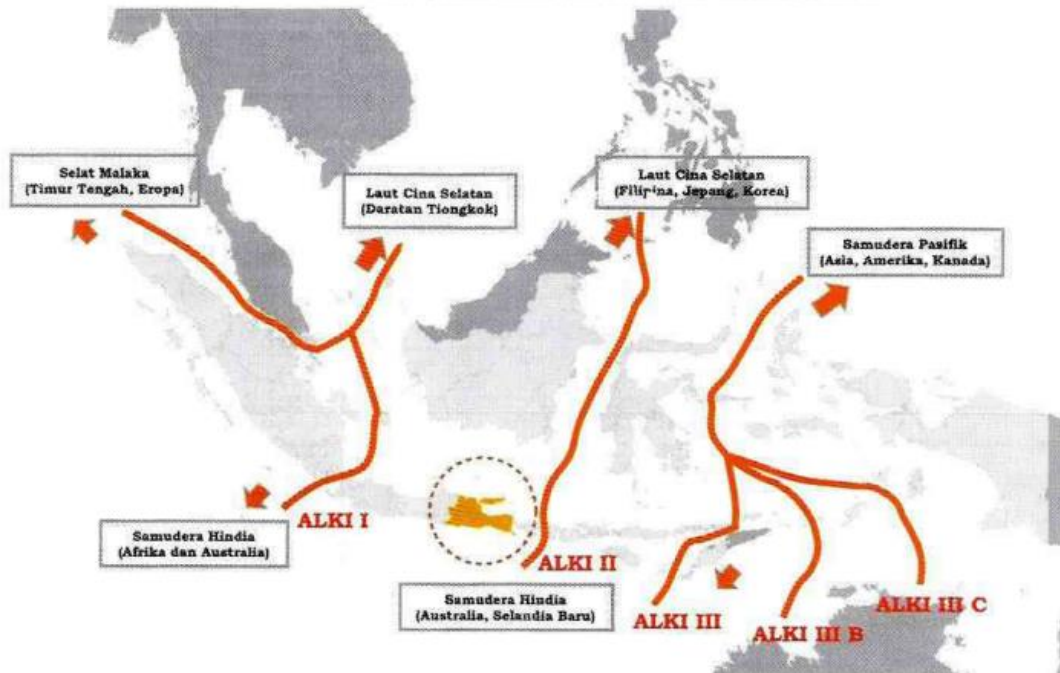 Selat Malaka
(Timur Tengah, Eropa)
Laut Cina Selatan
(Daratan Tiongkok)
Laut Cina Selatan
(Filipina, Jepang, Korea)
Samudera Pasifik
(Asia, Amerika, Kanada)
ALKI I
Samudera Hindia
(Afrika dan Australia)
ALKI II
Samudera Hindia
(Australia, Selandia Baru)
ALKI III
ALKI III B
ALKI III C